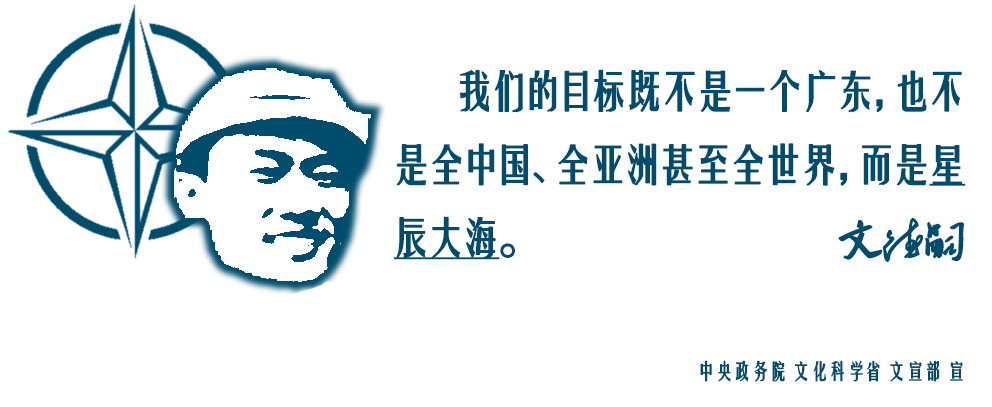 我们的目标既不是一个广东，也不
是全中国、全亚洲甚至全世界，而是星
辰大海。
文德嗣
中央政务院 文化科学省 文宣部 宣